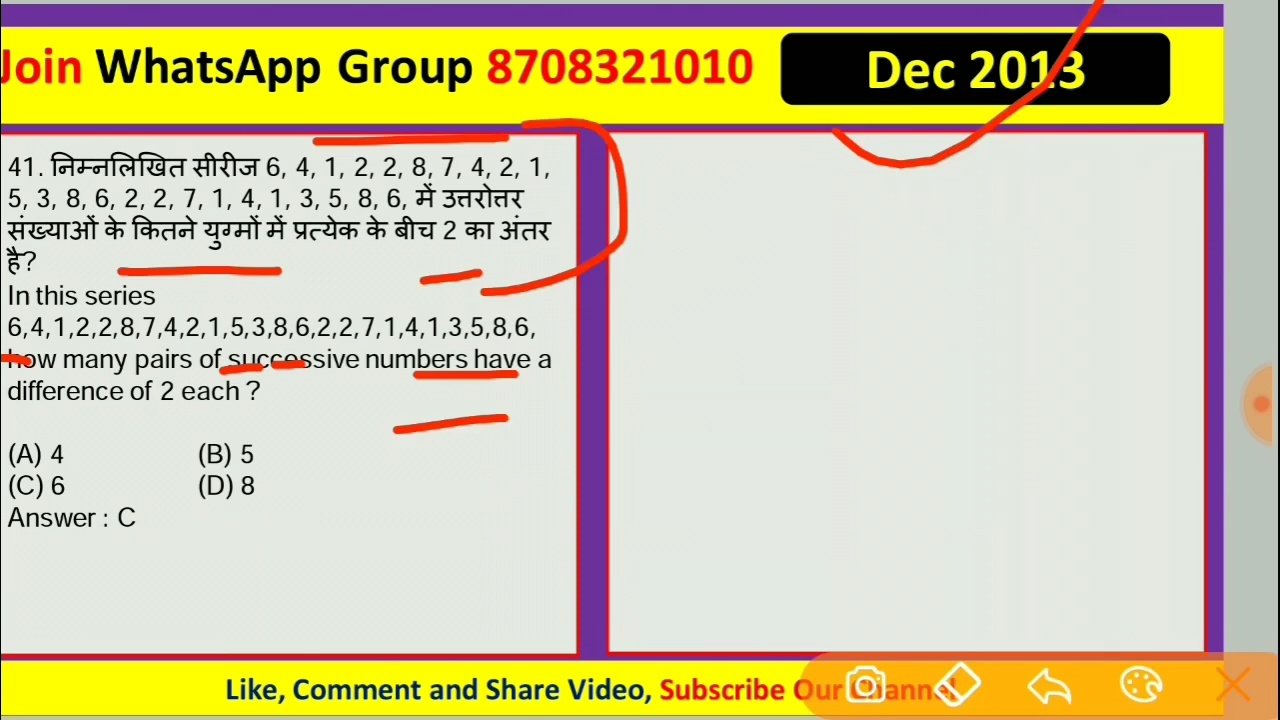 Join WhatsApp Group 8708321010
Dec 2013
41. निम्नलिखित सीरीज 6, 4, 1, 2, 2, 8, 7, 4, 2, 1,
5, 3, 8, 6, 2, 2, 7, 1, 4, 1, 3, 5, 8, 6, में उत्तरोत्तर
संख्याओं के कितने युग्मों में प्रत्येक के बीच 2 का अंतर
है?
In this series
6,4,1,2,2,8,7,4,2,1,5,3,8,6,2,2,7,1,4,1,3,5,8,6,
how many pairs of successive numbers have a
difference of 2 each ?
(A) 4 (B) 5
(C) 6 (D) 8
Answer : C
Like, Comment and Share Video, Subscribe Our Channel